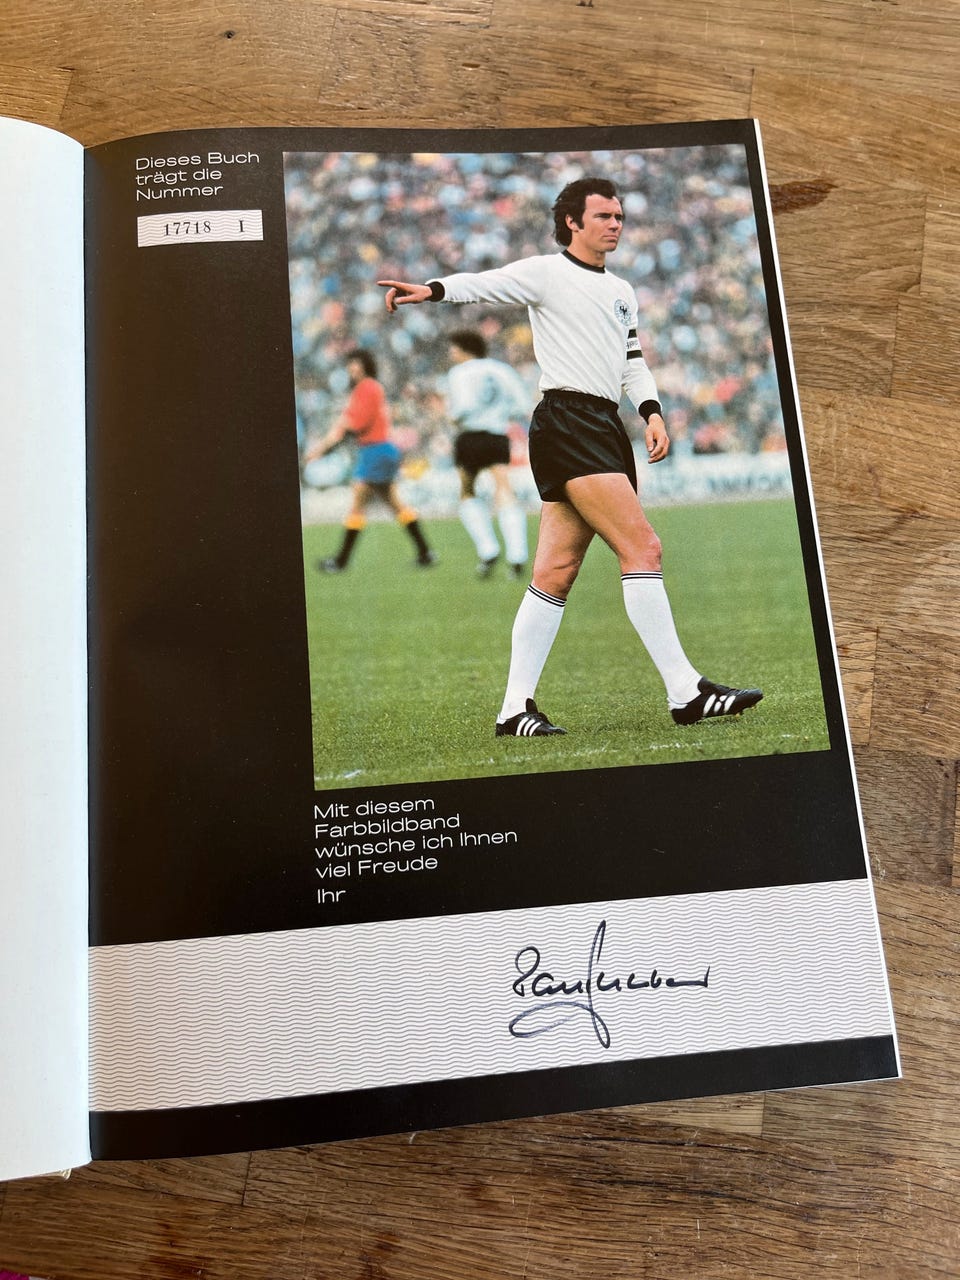 Dieses Buch
trägt die
Nummer
17718 I
Mit diesem
Farbbildband
wünsche ich Ihnen
viel Freude
Ihr